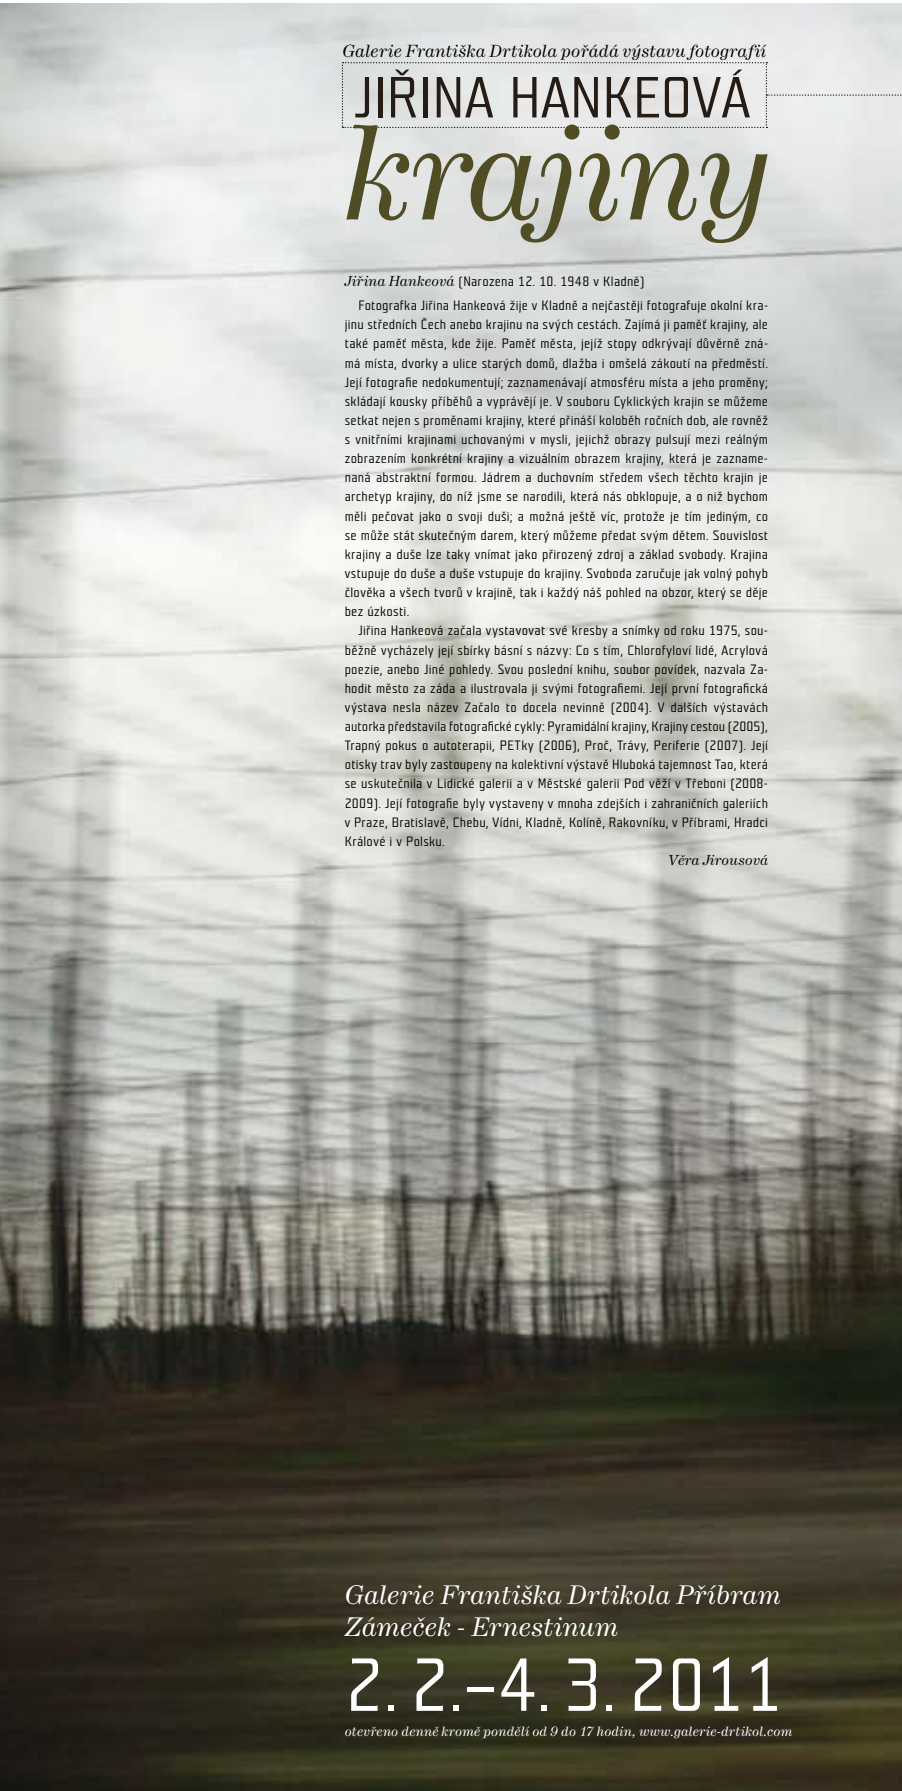 Galerie Františka Drtikola pořádá výstavu fotografií
JIŘINA HANKEOVÁ
krajiny
Jiřina Hankeová (Narozena 12. 10. 1948 v Kladně)
Fotografka Jiřina Hankeová žije v Kladně a nejčastěji fotografuje okolní kra-
jinu středních Čech anebo krajinu na svých cestách. Zajímá ji paměť krajiny, ale
také paměť města, kde žije. Paměť města, jejíž stopy odkrývají důvěrně zná-
má místa, dvorky a ulice starých domů, dlažba i omšelá zákoutí na předměstí.
Její fotografie nedokumentují; zaznamenávají atmosféru místa a jeho proměny;
skládají kousky příběhů a vyprávějí je. V souboru Cyklických krajin se můžeme
setkat nejen s proměnami krajiny, které přináší koloběh ročních dob, ale rovněž
s vnitřními krajinami uchovanými v mysli, jejichž obrazy pulsují mezi reálným
zobrazením konkrétní krajiny a vizuálním obrazem krajiny, která je zazname-
naná abstraktní formou. Jádrem a duchovním středem všech těchto krajin je
archetyp krajiny, do níž jsme se narodili, která nás obklopuje, a o niž bychom
měli pečovat jako o svoji duši; a možná ještě víc, protože je tím jediným, co
se může stát skutečným darem, který můžeme předat svým dětem. Souvislost
krajiny a duše lze taky vnímat jako přirozený zdroj a základ svobody. Krajina
vstupuje do duše a duše vstupuje do krajiny. Svoboda zaručuje jak volný pohyb
člověka a všech tvorů v krajině, tak i každý náš pohled na obzor, který se děje
bez úzkosti.
Jiřina Hankeová začala vystavovat své kresby a snímky od roku 1975, sou-
běžně vycházely její sbírky básní s názvy: Co s tím, Chlorofyloví lidé, Acrylová
poezie, anebo Jiné pohledy. Svou poslední knihu, soubor povídek, nazvala Za-
hodit město za záda a ilustrovala ji svými fotografiemi. Její první fotografická
výstava nesla název Začalo to docela nevinně (2004). V dalších výstavách
autorka představila fotografické cykly: Pyramidální krajiny, Krajiny cestou (2005),
Trapný pokus o autoterapii, PETky (2006), Proč, Trávy, Periferie (2007). Její
otisky trav byly zastoupeny na kolektivní výstavě Hluboká tajemnost Tao, která
se uskutečnila v Lidické galerii a v Městské galerii Pod věží v Třeboni (2008-
2009). Její fotografie byly vystaveny v mnoha zdejších i zahraničních galeriích
v Praze, Bratislavě, Chebu, Vídni, Kladně, Kolíně, Rakovníku, v Příbrami, Hradci
Králové i v Polsku.
Věra Jirousová
Galerie Františka Drtikola Příbram
Zámeček - Ernestinum
2. 2.–4. 3. 2011
otevřeno denně kromě pondělí od 9 do 17 hodin, www.galerie-drtikol.com